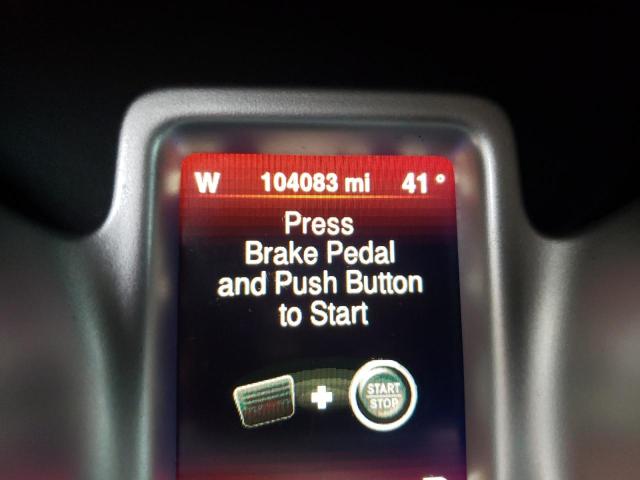 W 104083 mi 41°
Press
Brake Pedal
and Push Button
to Start
START
STOP